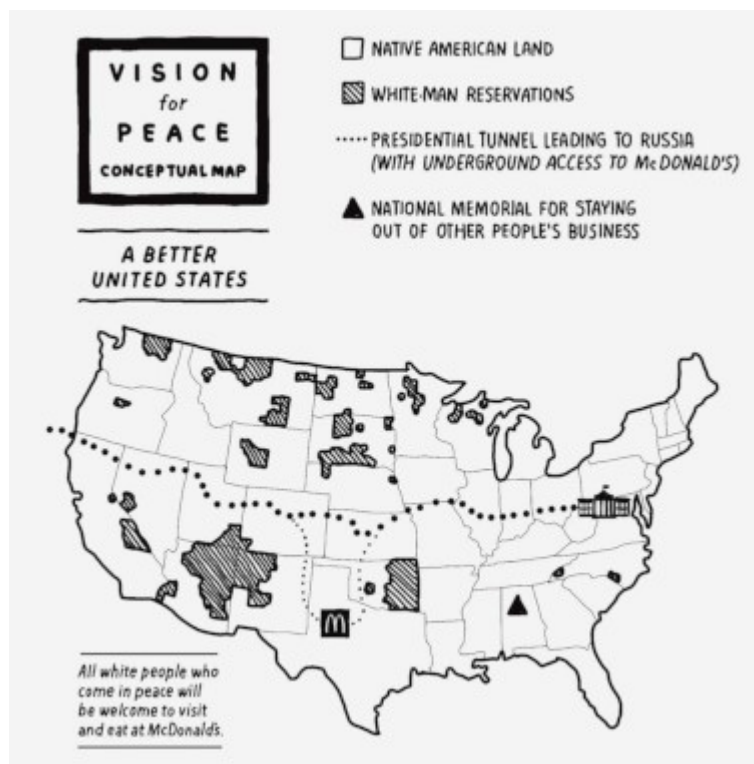 VISION
for
PEACE
CONCEPTUAL MAP
A BETTER
UNITED STATES
NATIVE AMERICAN LAND
WHITE-MAN RESERVATIONS
PRESIDENTIAL TUNNEL LEADING TO RUSSIA
(WITH UNDERGROUND ACCESS TO McDONALD'S)
NATIONAL MEMORIAL FOR STAYING
OUT OF OTHER PEOPLE'S BUSINESS
M
All white people who
come in peace will
be welcome to visit
and eat at McDonald's.